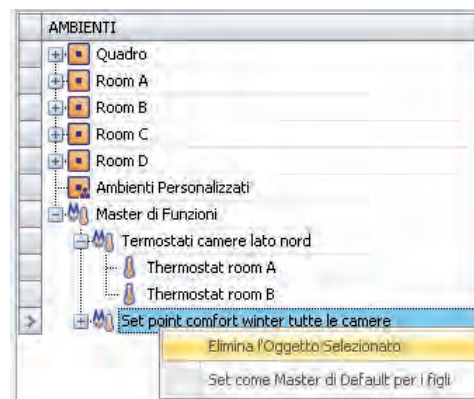 AMBIENTI
Quadro
Room A
Room B
Room C
Room D
Ambienti Personalizzati
Master di Funzioni
Termostati camere lato nord
Thermostat room A
Thermostat room B
Set point comfort winter tutte le camere
Elimina l'Oggetto Selezionato
Set come Master di Default per i figli